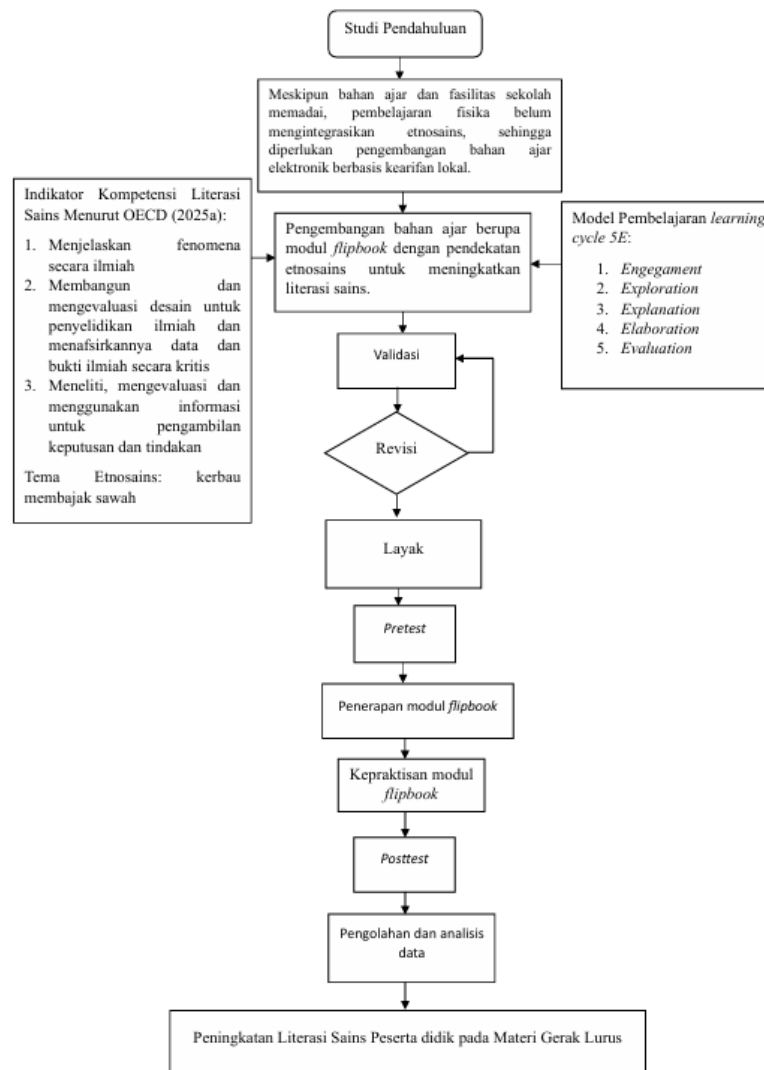 Studi Pendahuluan
Meskipun bahan ajar dan fasilitas sekolah
memadai, pembelajaran fisika belum
mengintegrasikan etnosains, sehingga
diperlukan pengembangan bahan ajar
elektronik berbasis kearifan lokal.
Indikator Kompetensi Literasi
Sains Menurut OECD (2025a):
1. Menjelaskan fenomena
secara ilmiah
2. Membangun dan
mengevaluasi desain untuk
penyelidikan ilmiah dan
menafsirkannya data dan
bukti ilmiah secara kritis
3. Meneliti, mengevaluasi dan
menggunakan informasi
untuk pengambilan
keputusan dan tindakan
Tema Etnosains: kerbau
membajak sawah
Pengembangan bahan ajar berupa
modul flipbook dengan pendekatan
etnosains untuk meningkatkan
literasi sains.
Model Pembelajaran learning
cycle 5E:
1. Engegament
2. Exploration
3. Explanation
4. Elaboration
5. Evaluation
Validasi
Revisi
Layak
Pretest
Penerapan modul flipbook
Kepraktisan modul
flipbook
Posttest
Pengolahan dan analisis
data
Peningkatan Literasi Sains Peserta didik pada Materi Gerak Lurus